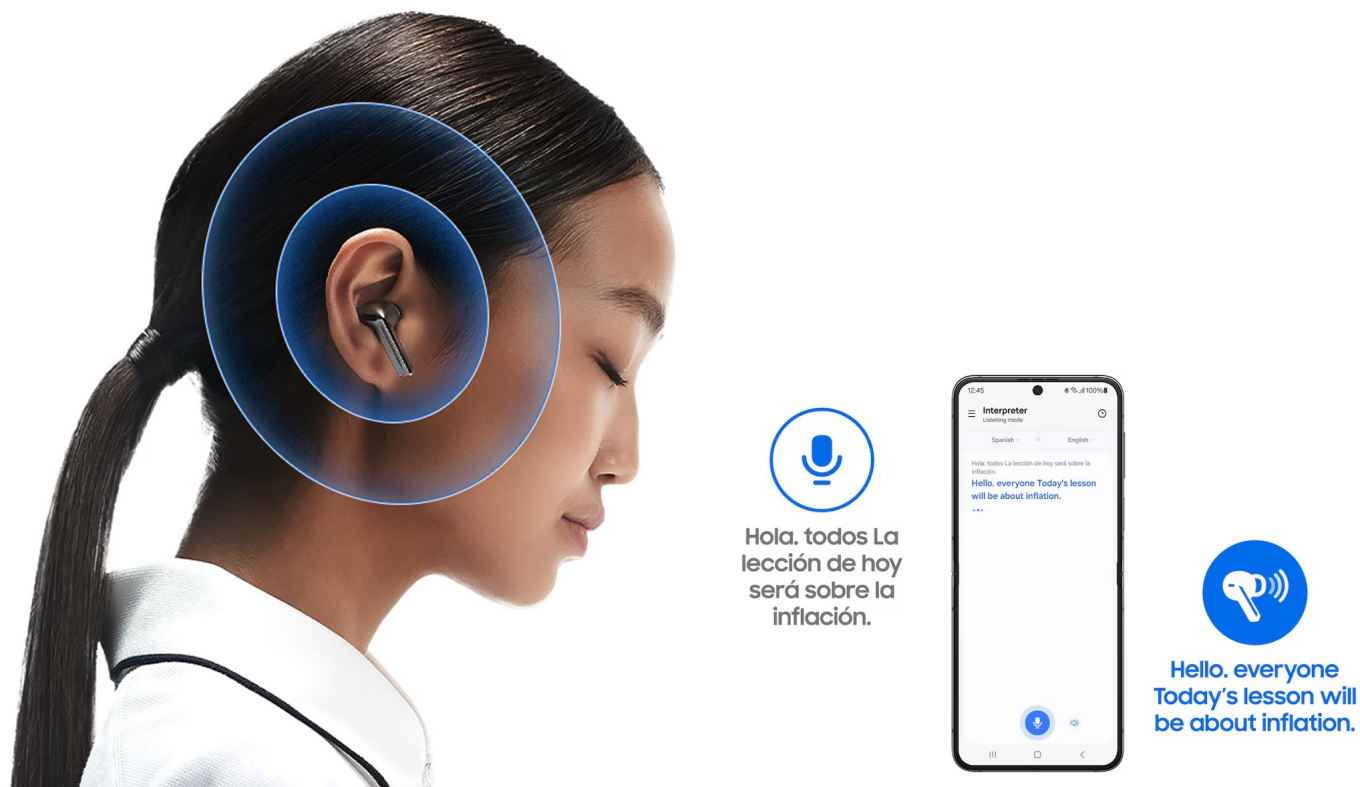 Hola. todos La
lección de hoy
será sobre la
inflación.
12:45
100%
Interpreter
Listening mode
Spanish
English
Hola. todos La lección de hoy será sobre la
inflación.
Hello. everyone Today's lesson
will be about inflation.
Hello. everyone
Today's lesson will
be about inflation.